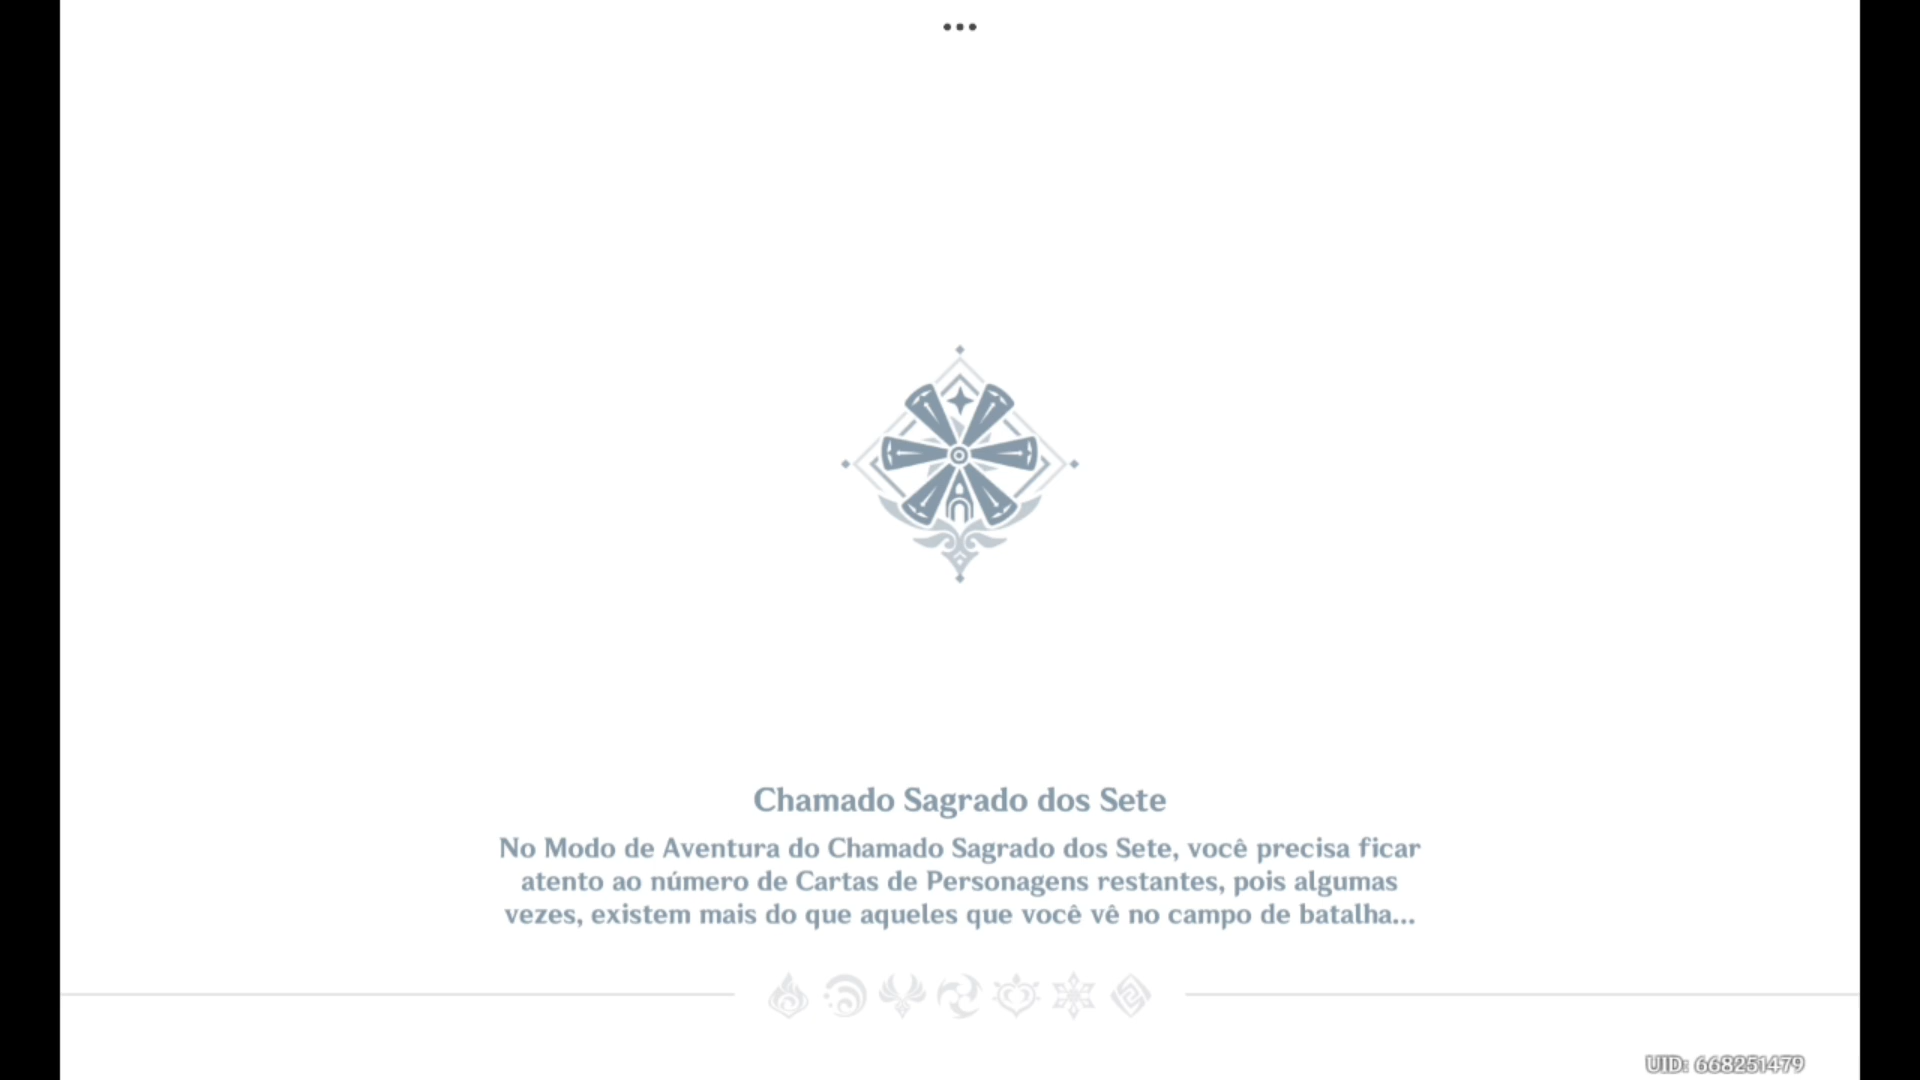 Chamado Sagrado dos Sete
No Modo de Aventura do Chamado Sagrado dos Sete, você precisa ficar
atento ao número de Cartas de Personagens restantes, pois algumas
vezes, existem mais do que aqueles que você vê no campo de batalha...
UID: 668251479